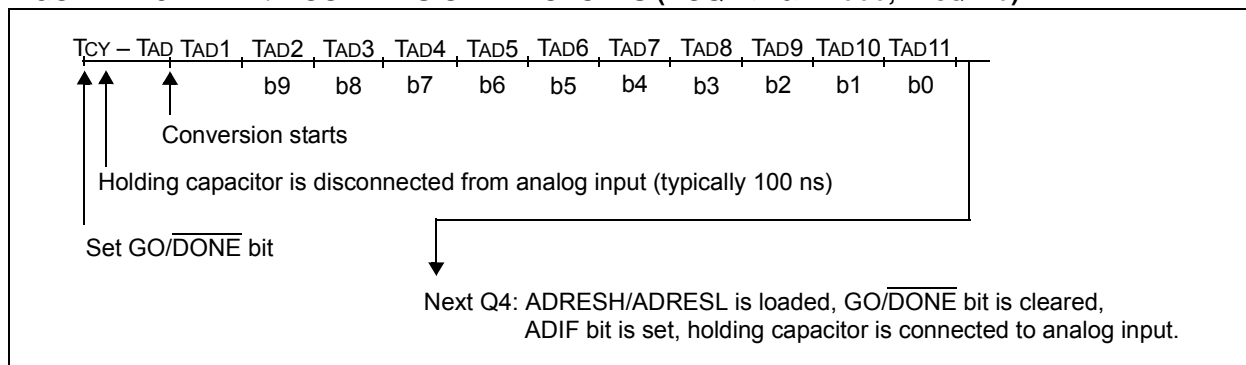 TCY – TAD TAD1 TAD2 TAD3 TAD4 TAD5 TAD6 TAD7 TAD8 TAD9 TAD10 TAD11
b9 b8 b7 b6 b5 b4 b3 b2 b1 b0
Conversion starts
Holding capacitor is disconnected from analog input (typically 100 ns)
Set GO/DONE bit
Next Q4: ADRESH/ADRESL is loaded, GO/DONE bit is cleared,
ADIF bit is set, holding capacitor is connected to analog input.